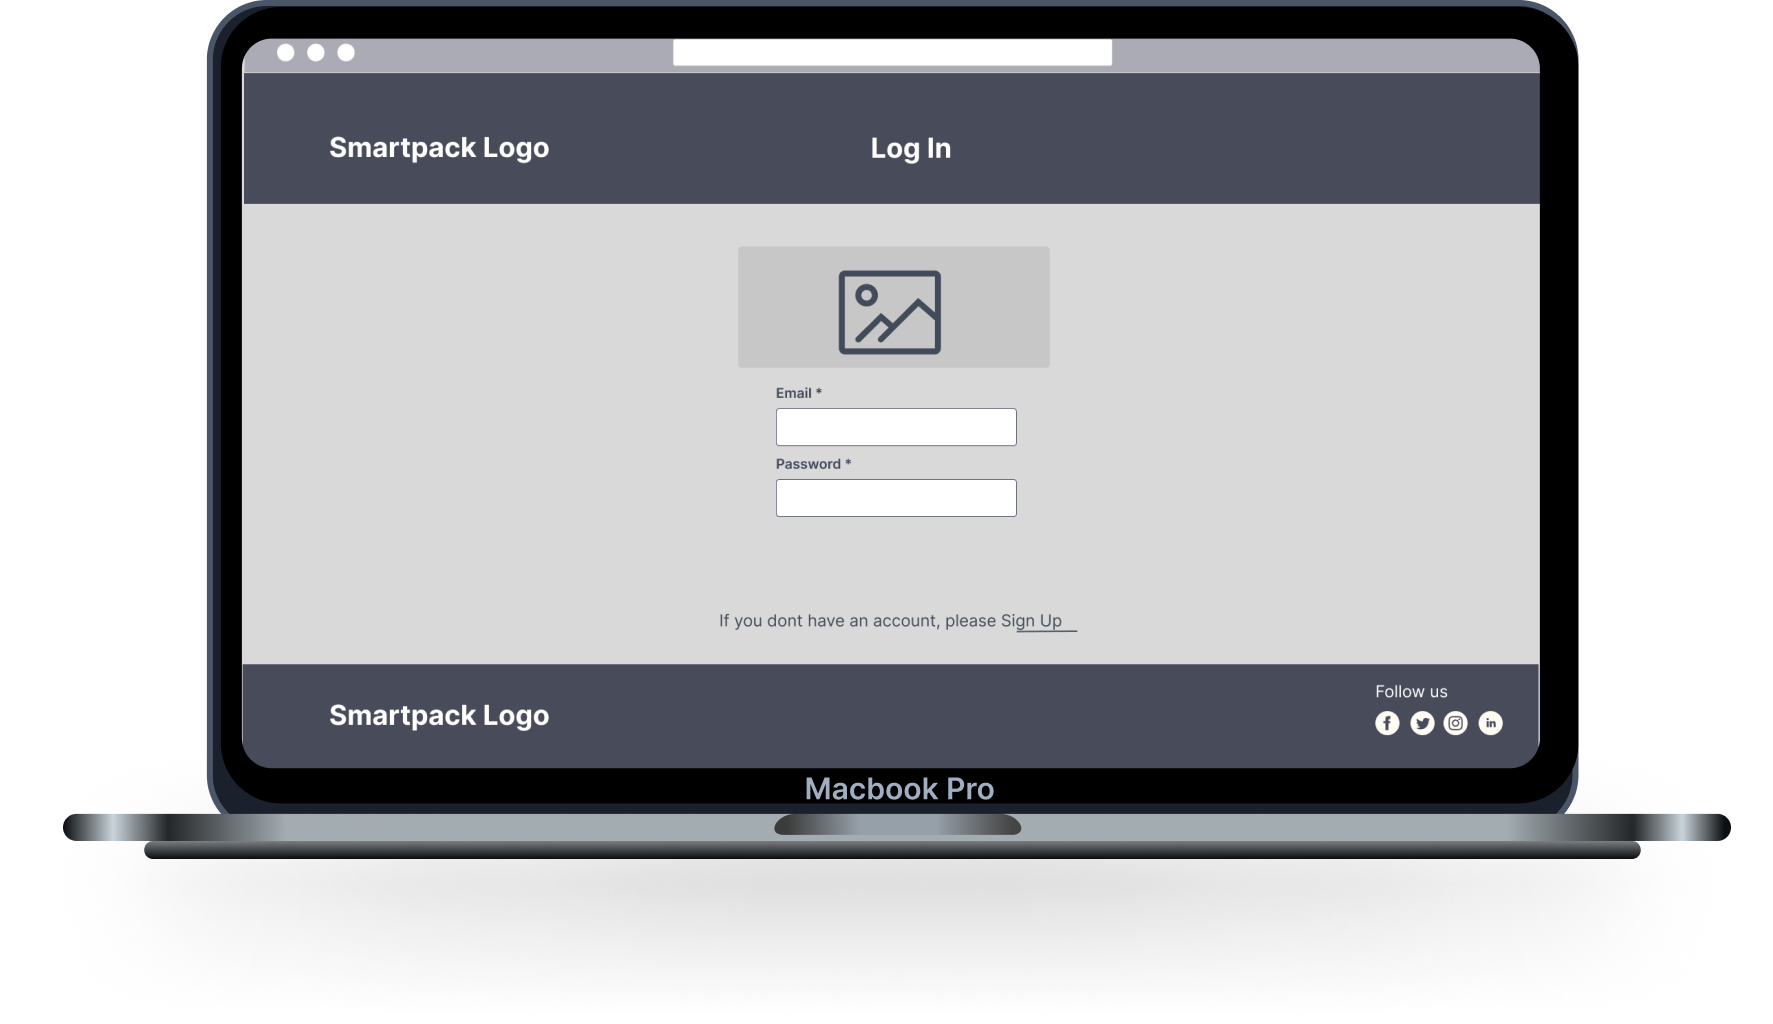 Smartpack Logo
Log In
Email *
Password *
If you dont have an account, please Sign Up
Smartpack Logo
Follow us
f
in
Macbook Pro